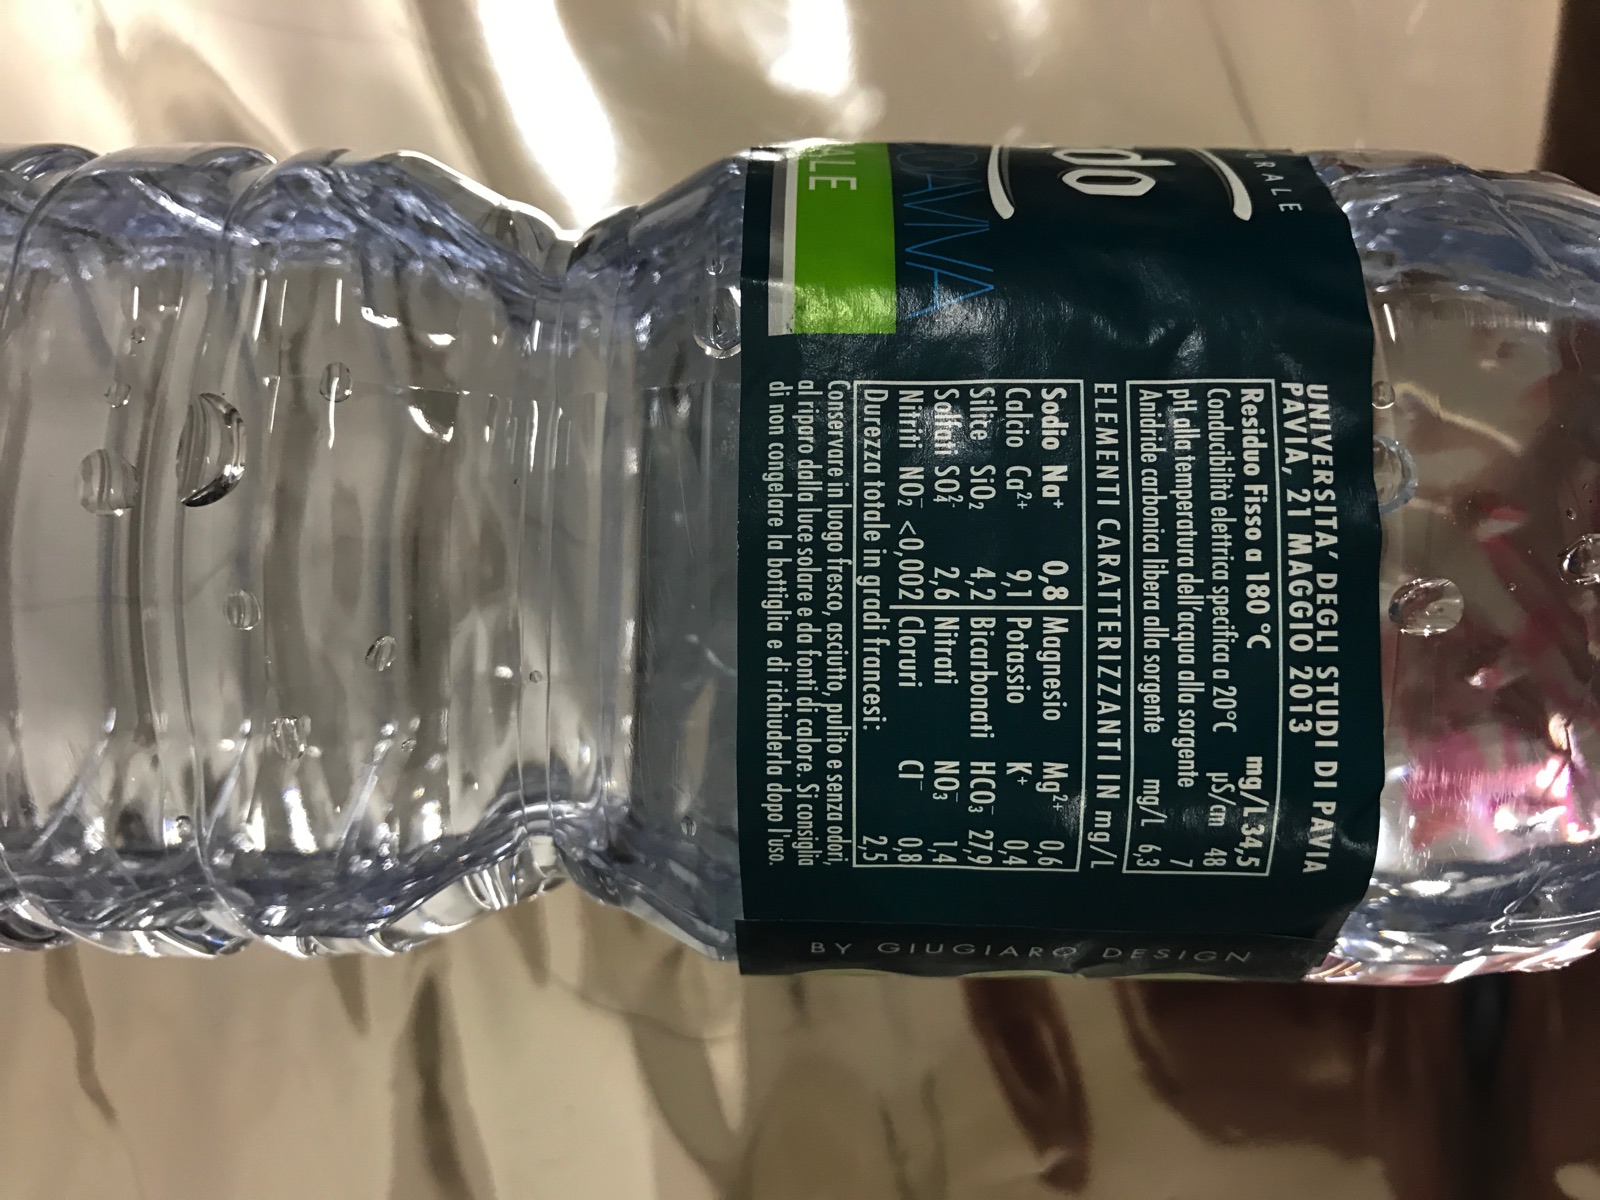 UNIVERSITA' DEGLI STUDI DI PAVIA
PAVIA, 21 MAGGIO 2013
Residuo Fisso a 180 °C mg/L 34,5
Conducibilità elettrica specifica a 20°C µS/cm 48
pH alla temperatura dell'acqua alla sorgente 7
Anidride carbonica libera alla sorgente mg/L 6,3
ELEMENTI CARATTERIZZANTI IN mg/L
Sodio Na⁺ 0,8 Magnesio Mg²⁺ 0,6
Calcio Ca²⁺ 9,1 Potassio K⁺ 0,4
Silice SiO₂ 4,2 Bicarbonati HCO₃⁻ 27,9
Solfati SO₄²⁻ 2,6 Nitrati NO₃⁻ 1,4
Nitriti NO₂⁻ <0,002 Cloruri Cl⁻ 0,8
Durezza totale in gradi francesi: 2,5
Conservare in luogo fresco, asciutto, pulito e senza odori,
al riparo dalla luce solare e da fonti di calore. Si consiglia
di non congelare la bottiglia e di richiuderla dopo l'uso.
BY GIUGIARO DESIGN